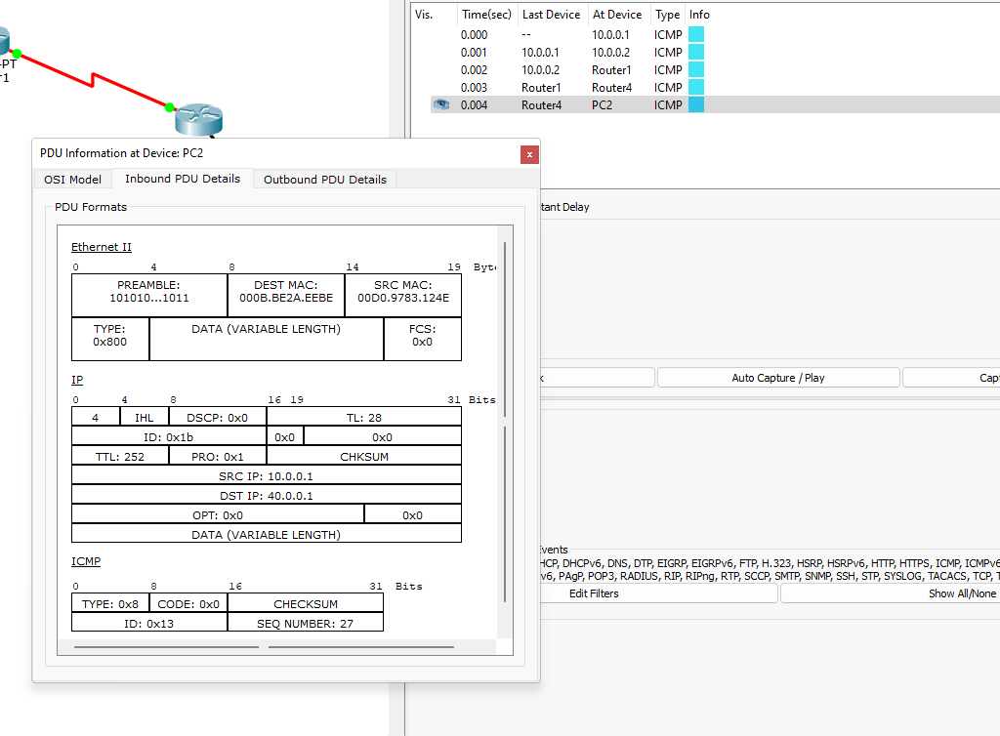 -PT
r1
Vis. Time(sec) Last Device At Device Type Info
0.000 -- 10.0.0.1 ICMP
0.001 10.0.0.1 10.0.0.2 ICMP
0.002 10.0.0.2 Router1 ICMP
0.003 Router1 Router4 ICMP
0.004 Router4 PC2 ICMP
PDU Information at Device: PC2
x
OSI Model Inbound PDU Details Outbound PDU Details
PDU Formats
Ethernet II
0 4 8 14 19 Byte
PREAMBLE: DEST MAC: SRC MAC:
101010...1011 000B.BE2A.EEBE 00D0.9783.124E
TYPE: DATA (VARIABLE LENGTH) FCS:
0x800 0x0
IP
0 4 8 16 19 31 Bits
4 IHL DSCP: 0x0 TL: 28
ID: 0x1b 0x0 0x0
TTL: 252 PRO: 0x1 CHKSUM
SRC IP: 10.0.0.1
DST IP: 40.0.0.1
OPT: 0x0 0x0
DATA (VARIABLE LENGTH)
ICMP
0 8 16 31 Bits
TYPE: 0x8 CODE: 0x0 CHECKSUM
ID: 0x13 SEQ NUMBER: 27
tant Delay
k Auto Capture / Play Capt
Events
HCP, DHCPv6, DNS, DTP, EIGRP, EIGRPv6, FTP, H.323, HSRP, HSRPv6, HTTP, HTTPS, ICMP, ICMPv6
v6, PAgP, POP3, RADIUS, RIP, RIPng, RTP, SCCP, SMTP, SNMP, SSH, STP, SYSLOG, TACACS, TCP, T
Edit Filters Show All/None